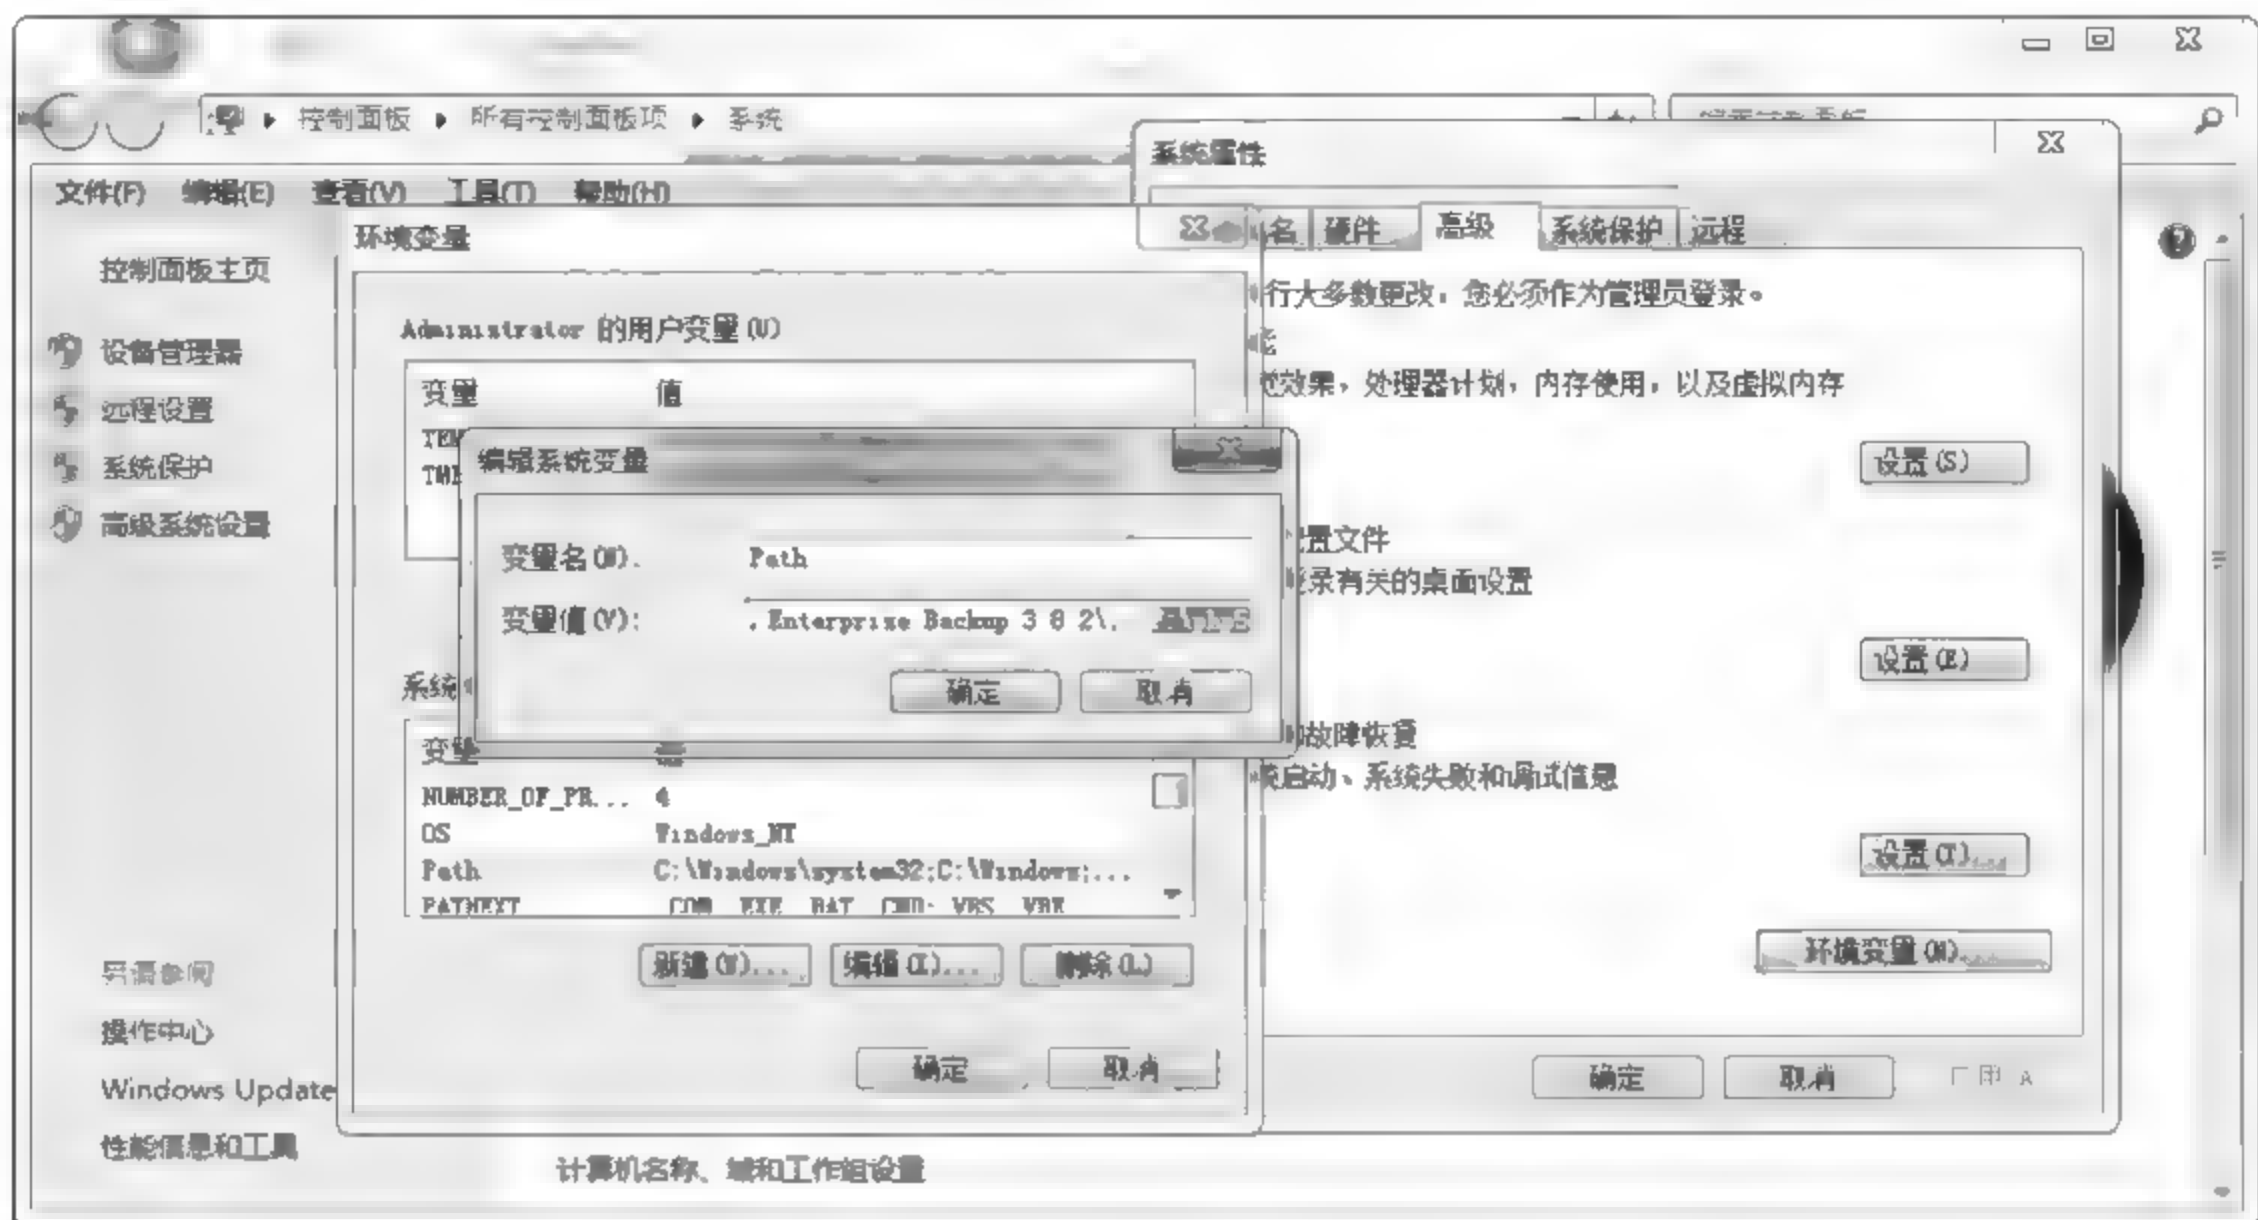 控制面板 ▸ 所有控制面板项 ▸ 系统
文件(F) 编辑(E) 查看(V) 工具(T) 帮助(H)
控制面板主页
设备管理器
远程设置
系统保护
高级系统设置
操作中心
Windows Update
性能信息和工具
计算机名称、域和工作组设置
系统属性
硬件 高级 系统保护 远程
行大多数更改，您必须作为管理员登录。
效果，处理器计划，内存使用，以及虚拟内存
设置(S)
置文件
录有关的桌面设置
设置(E)
故障恢复
启动、系统失败和调试信息
设置(T)...
环境变量(N)...
确定 取消
环境变量
Administrator 的用户变量(U)
变量 值
系统
变量
NUMBER_OF_PR... 4
OS Windows_NT
Path C:\Windows\system32;C:\Windows;...
PATHEXT
新建(W)... 编辑(I)... 删除(L)
确定 取消
编辑系统变量
变量名(N):
Path
变量值(V):
Enterprise Backup 3 8 2\
确定 取消